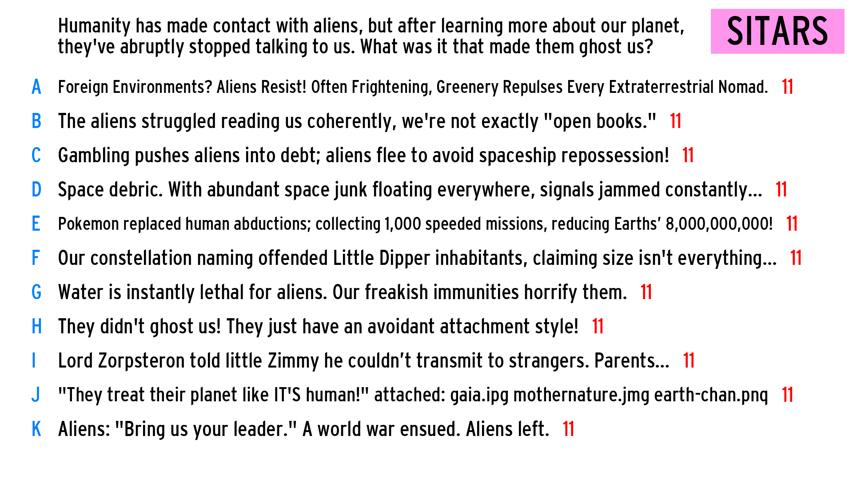 Humanity has made contact with aliens, but after learning more about our planet,
they've abruptly stopped talking to us. What was it that made them ghost us?
SITARS
A Foreign Environments? Aliens Resist! Often Frightening, Greenery Repulses Every Extraterrestrial Nomad. 11
B The aliens struggled reading us coherently, we're not exactly "open books." 11
C Gambling pushes aliens into debt; aliens flee to avoid spaceship repossession! 11
D Space debric. With abundant space junk floating everywhere, signals jammed constantly... 11
E Pokemon replaced human abductions; collecting 1,000 speeded missions, reducing Earths’ 8,000,000,000! 11
F Our constellation naming offended Little Dipper inhabitants, claiming size isn't everything... 11
G Water is instantly lethal for aliens. Our freakish immunities horrify them. 11
H They didn't ghost us! They just have an avoidant attachment style! 11
I Lord Zorpsteron told little Zimmy he couldn’t transmit to strangers. Parents... 11
J "They treat their planet like IT'S human!" attached: gaia.ipg mothernature.jmg earth-chan.pnq 11
K Aliens: "Bring us your leader." A world war ensued. Aliens left. 11